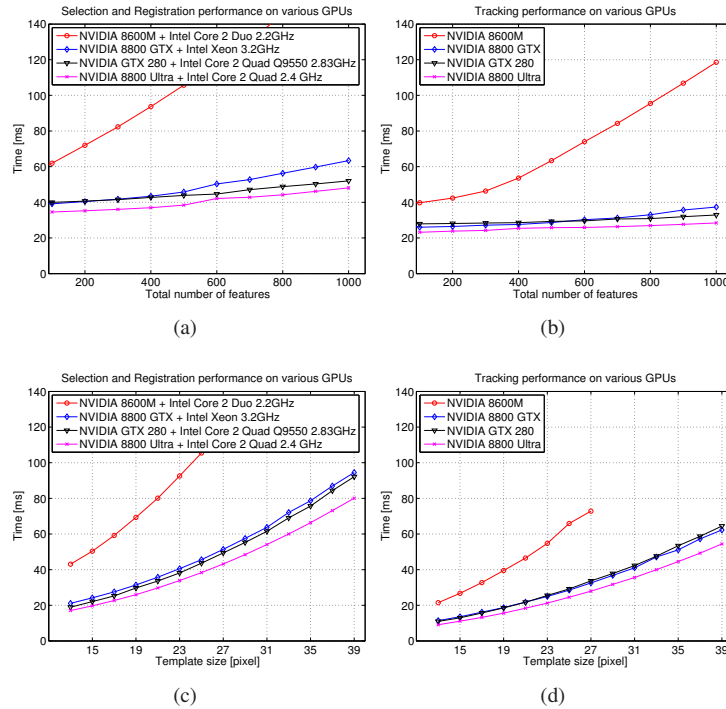 Selection and Registration performance on various GPUs
140
120
100
80
60
40
20
0
Time [ms]
NVIDIA 8600M + Intel Core 2 Duo 2.2GHz
NVIDIA 8800 GTX + Intel Xeon 3.2GHz
NVIDIA GTX 280 + Intel Core 2 Quad Q9550 2.83GHz
NVIDIA 8800 Ultra + Intel Core 2 Quad 2.4 GHz
200 400 600 800 1000
Total number of features
(a)
Tracking performance on various GPUs
140
120
100
80
60
40
20
0
Time [ms]
NVIDIA 8600M
NVIDIA 8800 GTX
NVIDIA GTX 280
NVIDIA 8800 Ultra
200 400 600 800 1000
Total number of features
(b)
Selection and Registration performance on various GPUs
140
120
100
80
60
40
20
0
Time [ms]
NVIDIA 8600M + Intel Core 2 Duo 2.2GHz
NVIDIA 8800 GTX + Intel Xeon 3.2GHz
NVIDIA GTX 280 + Intel Core 2 Quad Q9550 2.83GHz
NVIDIA 8800 Ultra + Intel Core 2 Quad 2.4 GHz
15 19 23 27 31 35 39
Template size [pixel]
(c)
Tracking performance on various GPUs
140
120
100
80
60
40
20
0
Time [ms]
NVIDIA 8600M
NVIDIA 8800 GTX
NVIDIA GTX 280
NVIDIA 8800 Ultra
15 19 23 27 31 35 39
Template size [pixel]
(d)